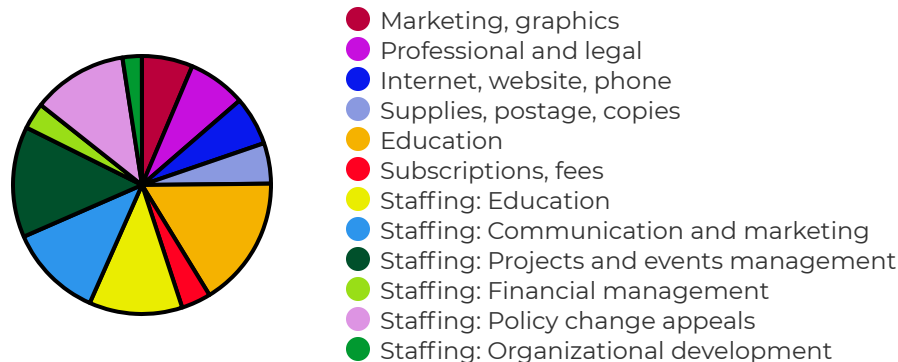 Marketing, graphics
Professional and legal
Internet, website, phone
Supplies, postage, copies
Education
Subscriptions, fees
Staffing: Education
Staffing: Communication and marketing
Staffing: Projects and events management
Staffing: Financial management
Staffing: Policy change appeals
Staffing: Organizational development